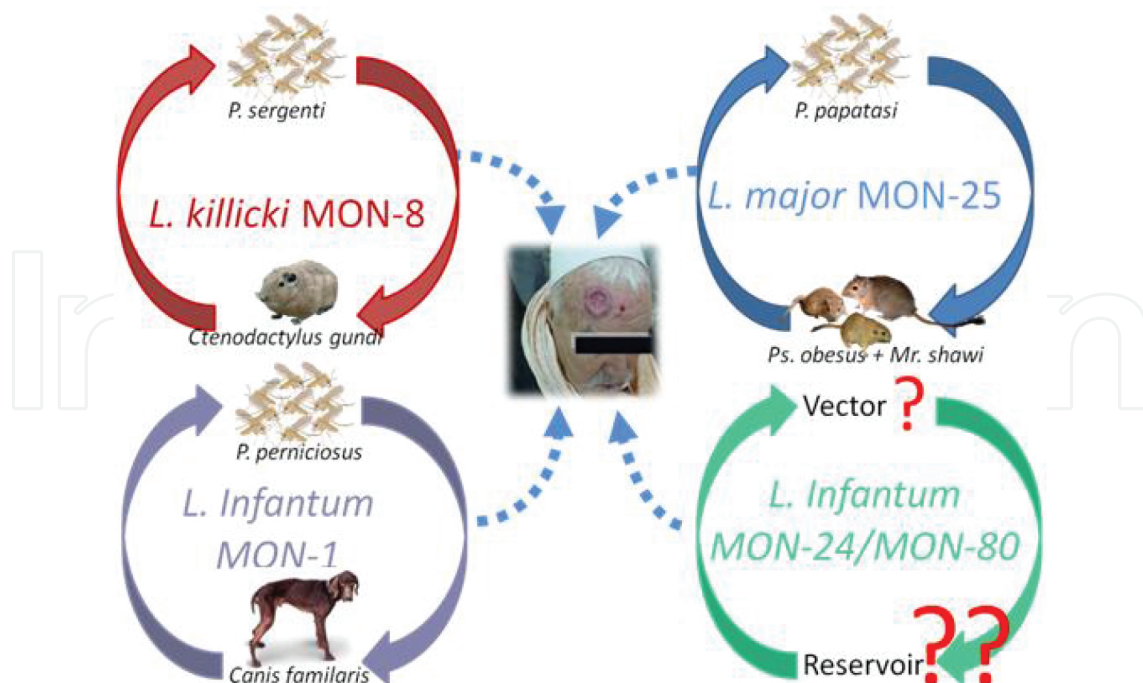 P. sergenti
L. killicki MON-8
Ctenodactylus gundi
P. papatasi
L. major MON-25
Ps. obesus + Mr. shawi
P. perniciosus
L. Infantum
MON-1
Canis familaris
Vector ?
L. Infantum
MON-24/MON-80
Reservoir ??